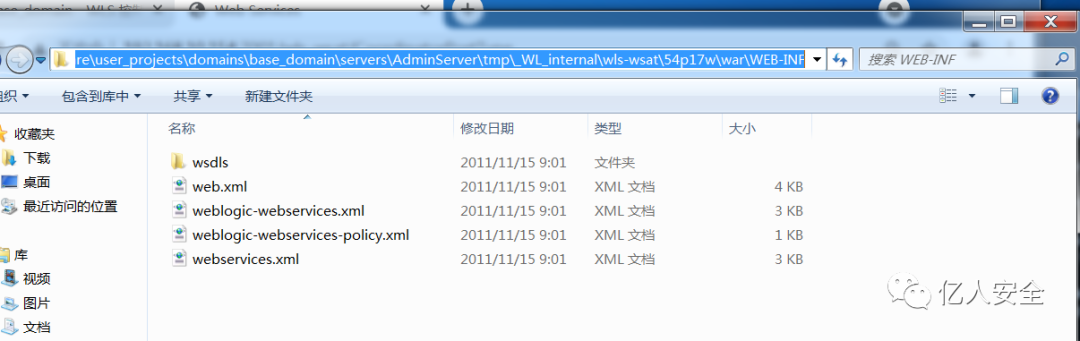 base_domain - WLS 控
Web Services
re\user_projects\domains\base_domain\servers\AdminServer\tmp\_WL_internal\wls-wsat\54p17w\war\WEB-INF
搜索 WEB-INF
组织
包含到库中
共享
新建文件夹
收藏夹
下载
桌面
最近访问的位置
库
视频
图片
文档
名称 修改日期 类型 大小
wsdls 2011/11/15 9:01 文件夹
web.xml 2011/11/15 9:01 XML 文档 4 KB
weblogic-webservices.xml 2011/11/15 9:01 XML 文档 3 KB
weblogic-webservices-policy.xml 2011/11/15 9:01 XML 文档 1 KB
webservices.xml 2011/11/15 9:01 XML 文档 3 KB
亿人安全